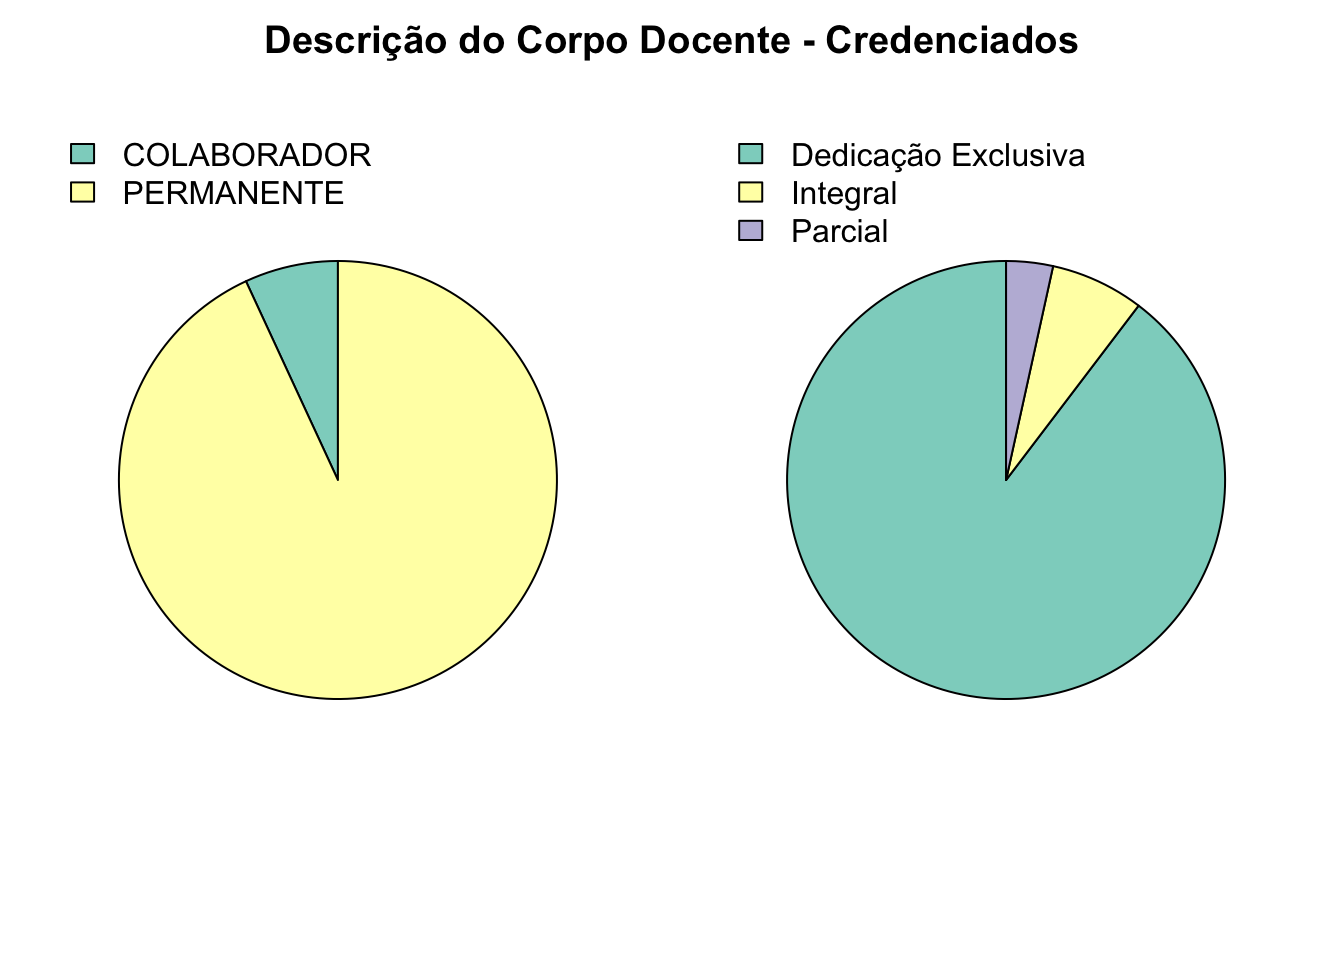 Descrição do Corpo Docente - Credenciados
COLABORADOR
PERMANENTE
Dedicação Exclusiva
Integral
Parcial